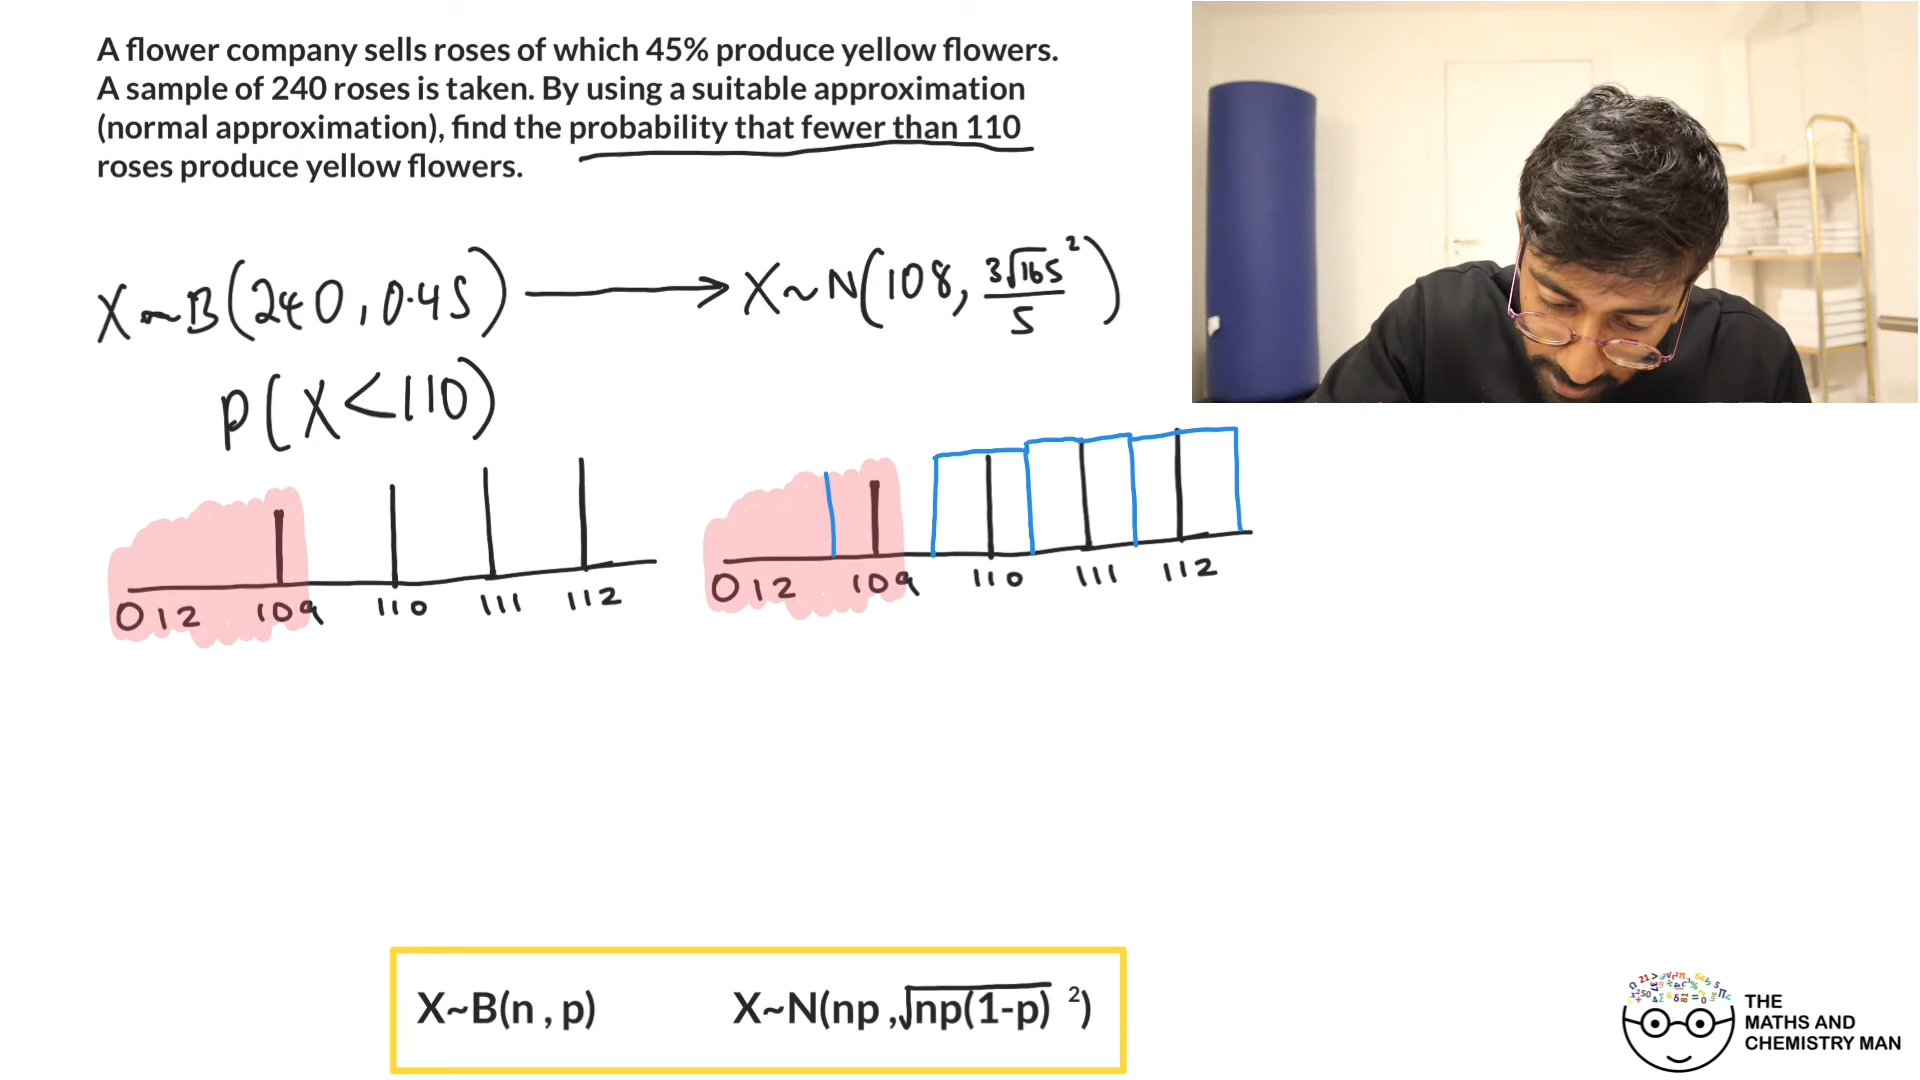 A flower company sells roses of which 45% produce yellow flowers.
A sample of 240 roses is taken. By using a suitable approximation
(normal approximation), find the probability that fewer than 110
roses produce yellow flowers.
X~B(240, 0.45) → X~N(108, 3√165/5 ²)
P(X<110)
0 1 2 109 110 111 112
0 1 2 109 110 111 112
X~B(n , p) X~N(np ,√np(1-p) ²)
THE
MATHS AND
CHEMISTRY MAN